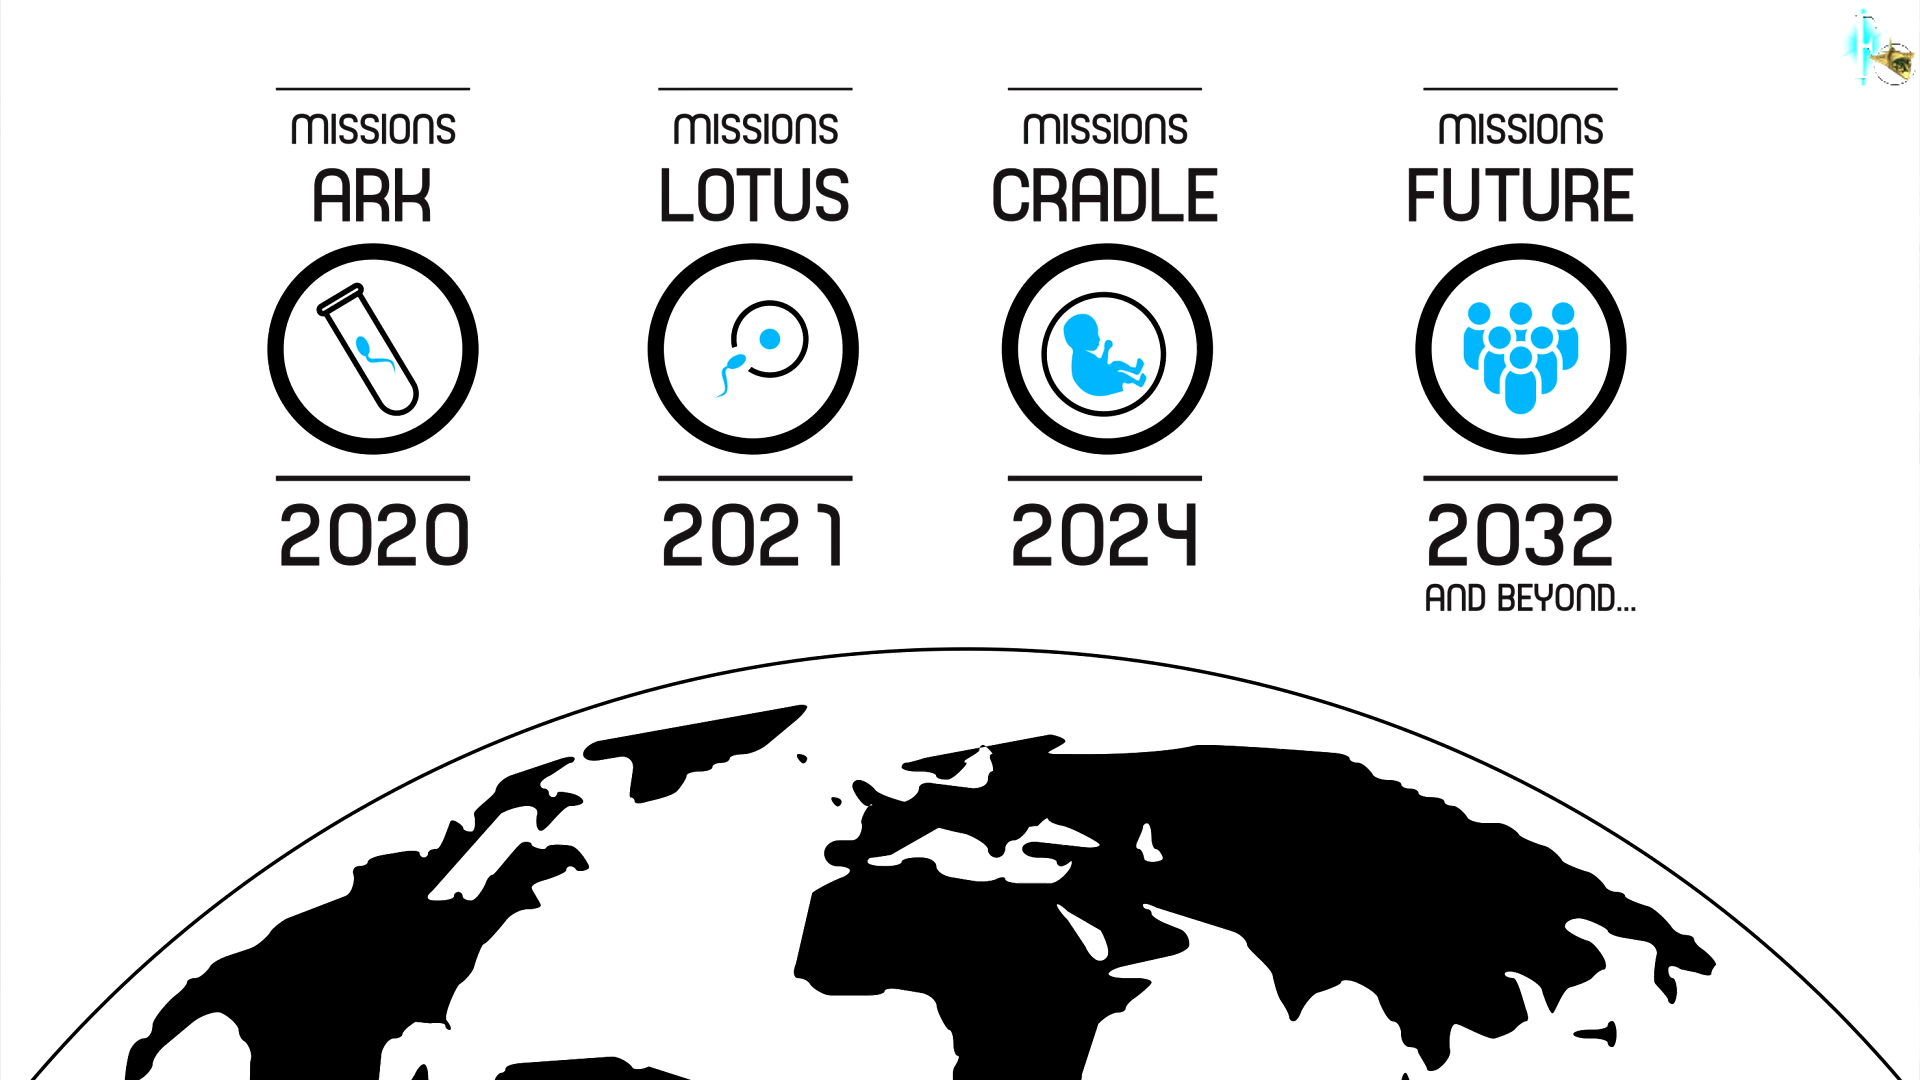 MISSIONS
ARK
2020
MISSIONS
LOTUS
2021
MISSIONS
CRADLE
2024
MISSIONS
FUTURE
2032
AND BEYOND...